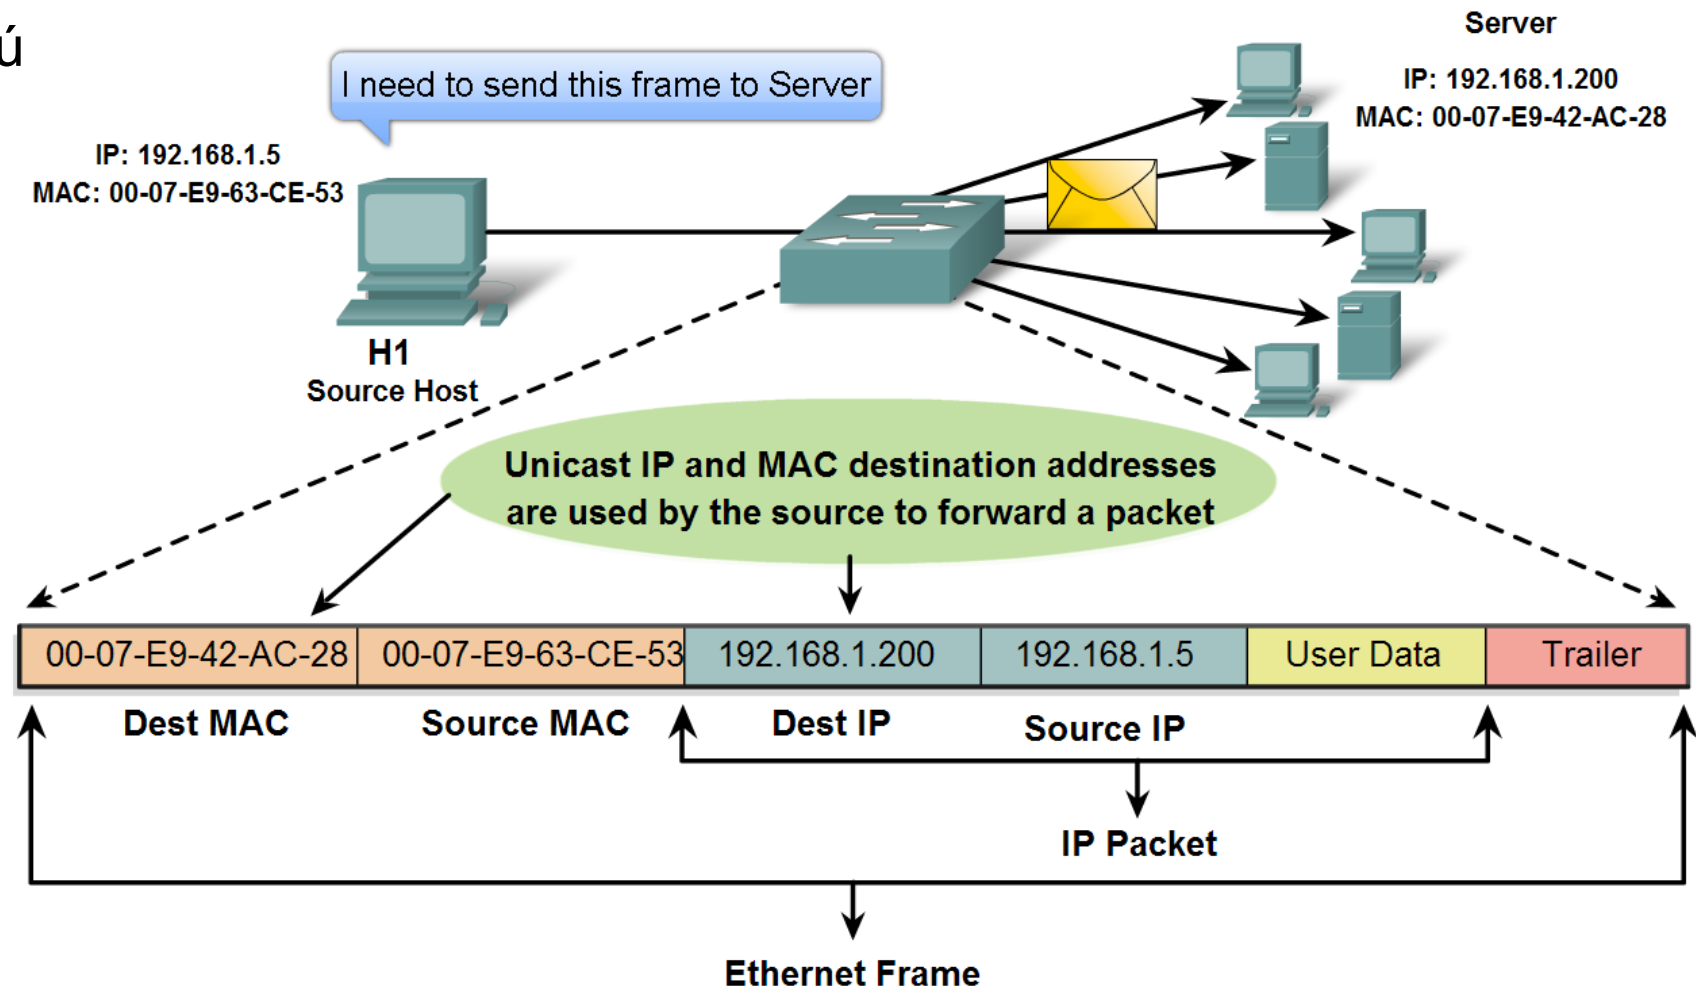 ú
Server
I need to send this frame to Server
IP: 192.168.1.200
MAC: 00-07-E9-42-AC-28
IP: 192.168.1.5
MAC: 00-07-E9-63-CE-53
H1
Source Host
Unicast IP and MAC destination addresses
are used by the source to forward a packet
00-07-E9-42-AC-28 00-07-E9-63-CE-53 192.168.1.200 192.168.1.5 User Data Trailer
Dest MAC Source MAC Dest IP Source IP
IP Packet
Ethernet Frame